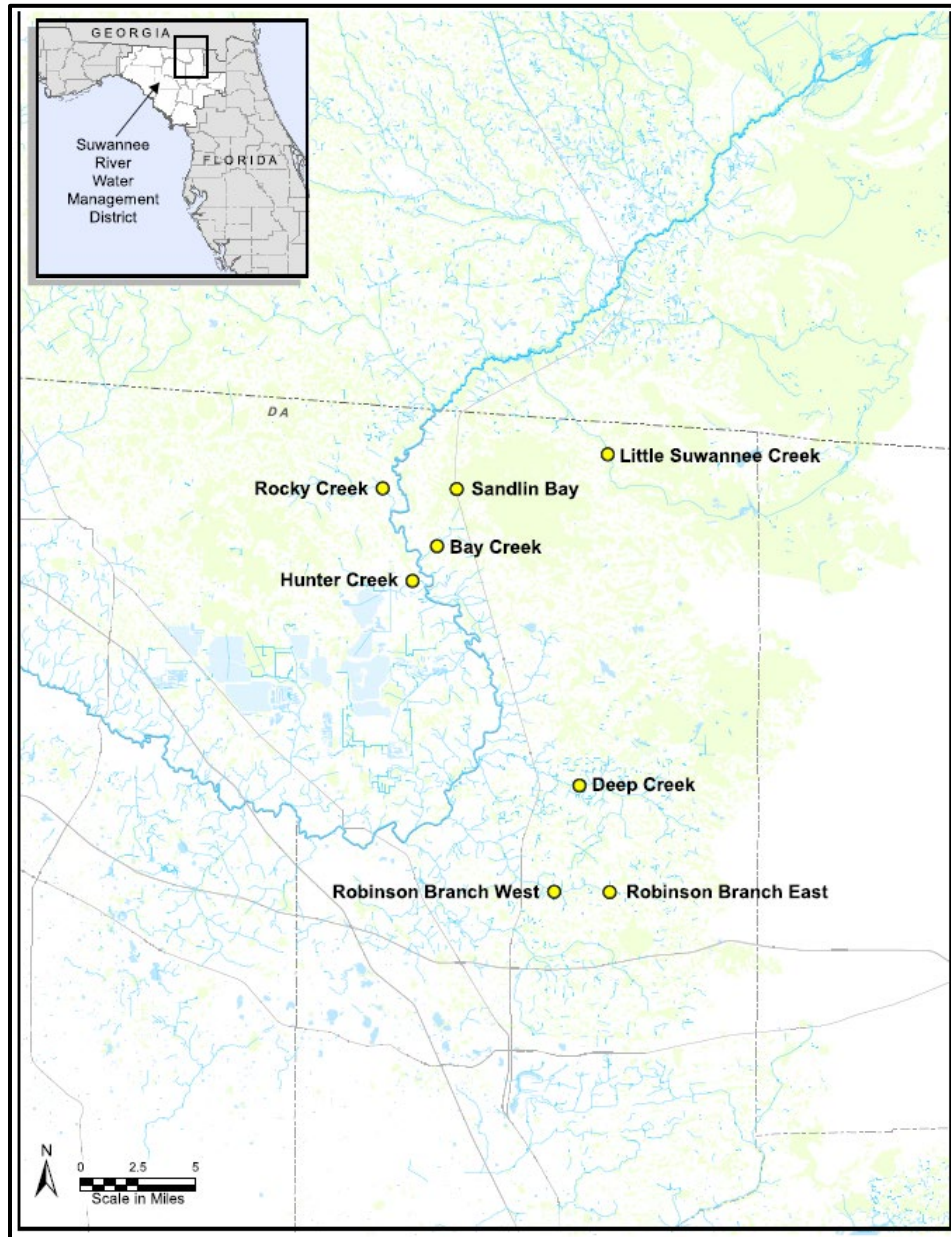 GEORGIA
Suwannee
River
Water
Management
District
FLORIDA
DA
Little Suwannee Creek
Rocky Creek
Sandlin Bay
Bay Creek
Hunter Creek
Deep Creek
Robinson Branch West
Robinson Branch East
N
0 2.5 5
Scale in Miles